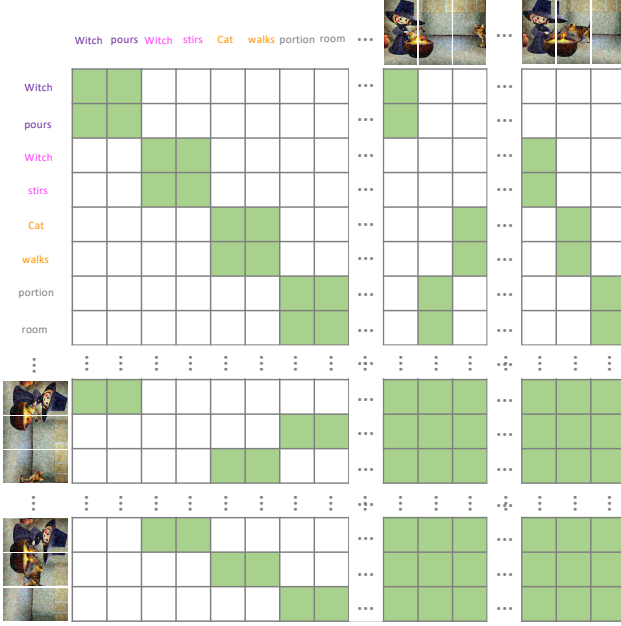 Witch pours Witch stirs Cat walks portion room ... ... 
Witch ... ...
pours ... ...
Witch ... ...
stirs ... ...
Cat ... ...
walks ... ...
portion ... ...
room ... ...